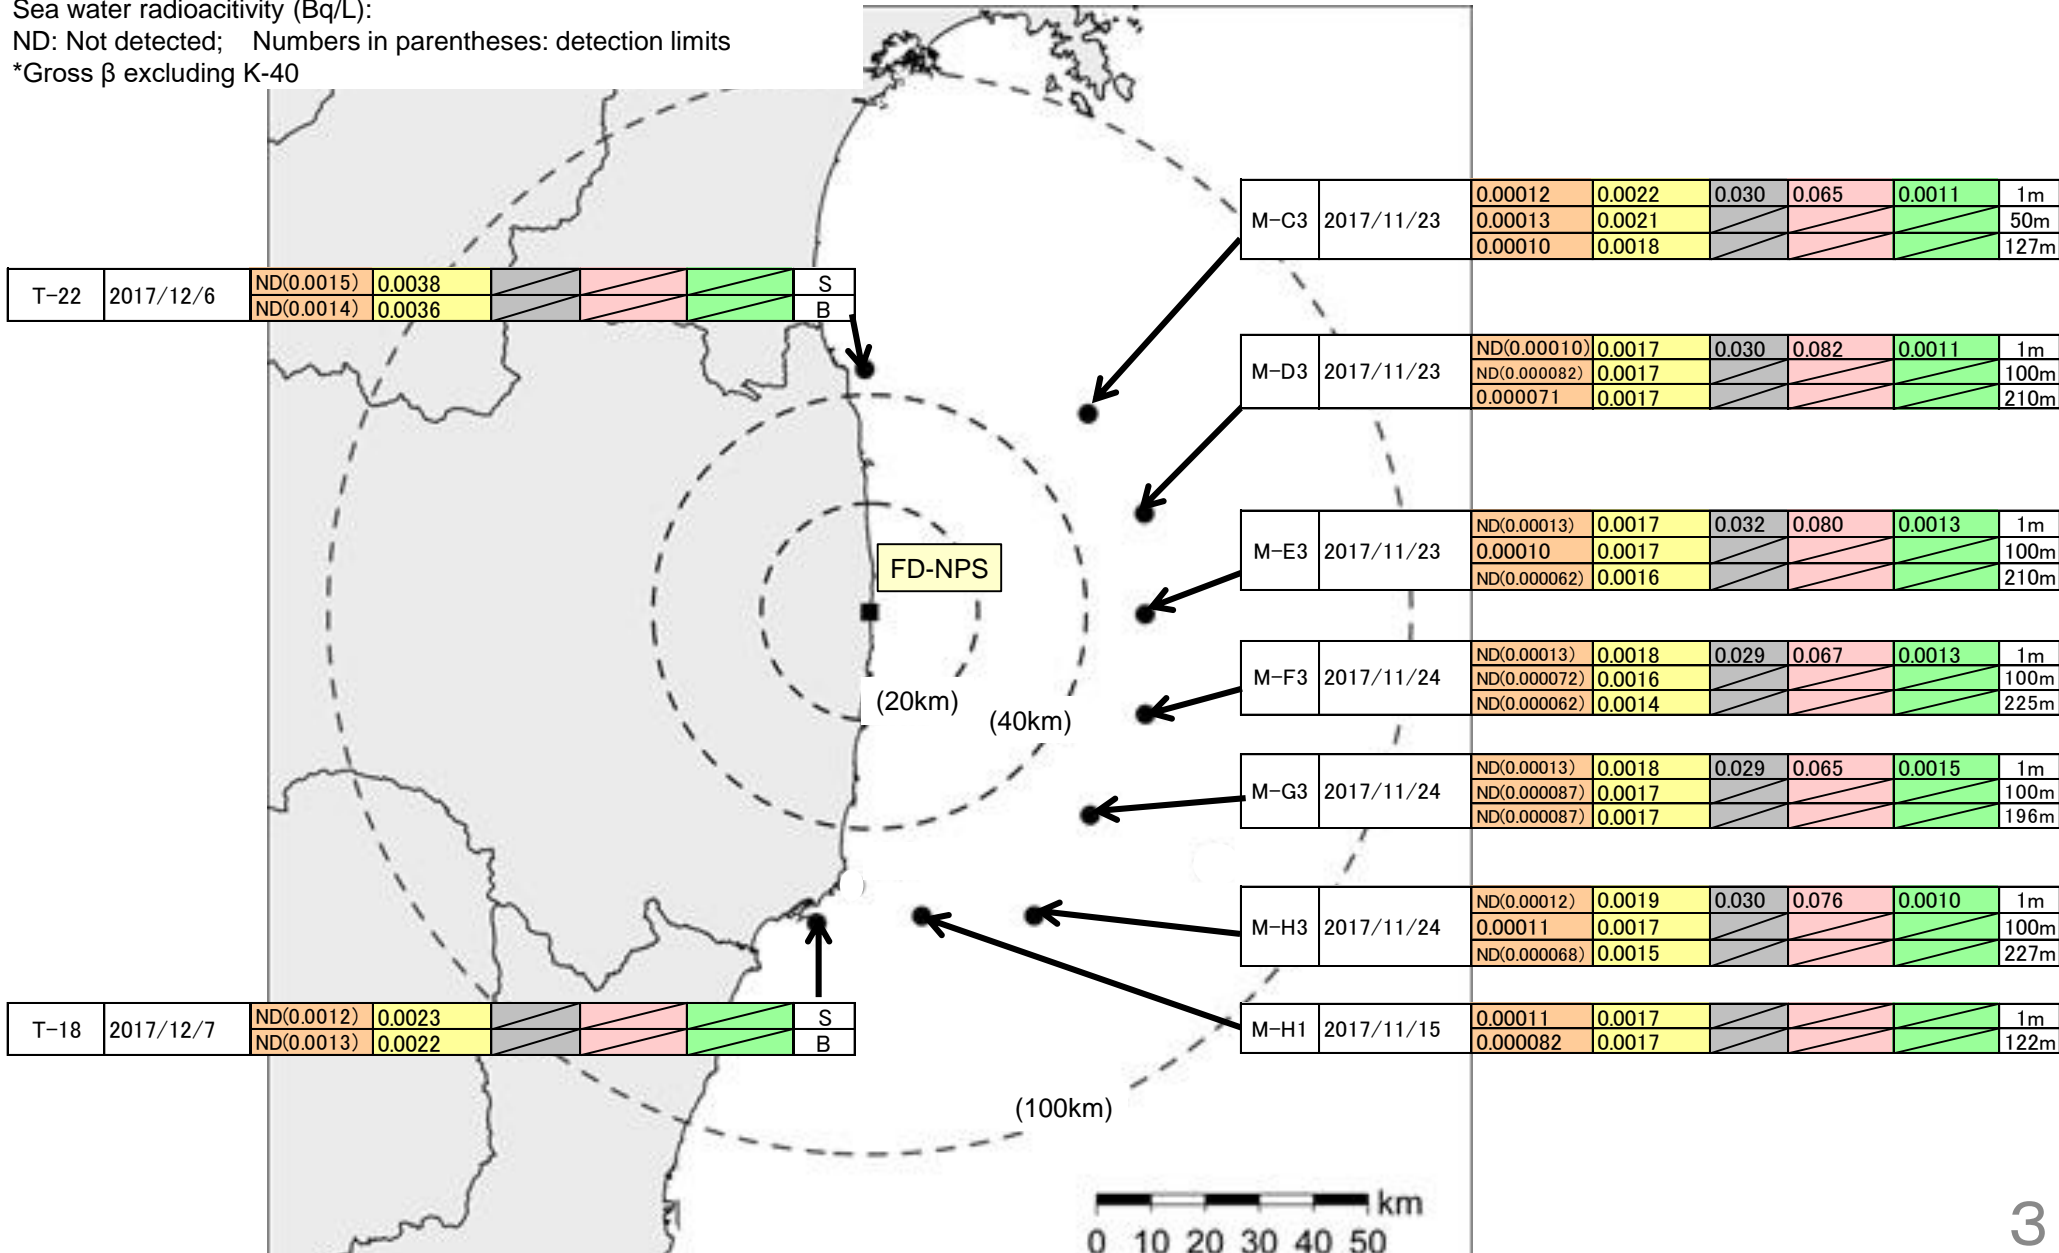 Sea water radioacitivity (Bq/L):
ND: Not detected; Numbers in parentheses: detection limits
*Gross β excluding K-40
M-C3 2017/11/23 0.00012 0.0022 0.030 0.065 0.0011 1m
0.00013 0.0021 50m
0.00010 0.0018 127m
T-22 2017/12/6 ND(0.0015) 0.0038 S
ND(0.0014) 0.0036 B
M-D3 2017/11/23 ND(0.00010) 0.0017 0.030 0.082 0.0011 1m
ND(0.000082) 0.0017 100m
0.000071 0.0017 210m
M-E3 2017/11/23 ND(0.00013) 0.0017 0.032 0.080 0.0013 1m
0.00010 0.0017 100m
ND(0.000062) 0.0016 210m
FD-NPS
M-F3 2017/11/24 ND(0.00013) 0.0018 0.029 0.067 0.0013 1m
ND(0.000072) 0.0016 100m
ND(0.000062) 0.0014 225m
(20km)
(40km)
M-G3 2017/11/24 ND(0.00013) 0.0018 0.029 0.065 0.0015 1m
ND(0.000087) 0.0017 100m
ND(0.000087) 0.0017 196m
M-H3 2017/11/24 ND(0.00012) 0.0019 0.030 0.076 0.0010 1m
0.00011 0.0017 100m
ND(0.000068) 0.0015 227m
T-18 2017/12/7 ND(0.0012) 0.0023 S
ND(0.0013) 0.0022 B
M-H1 2017/11/15 0.00011 0.0017 1m
0.000082 0.0017 122m
(100km)
km
0 10 20 30 40 50
3